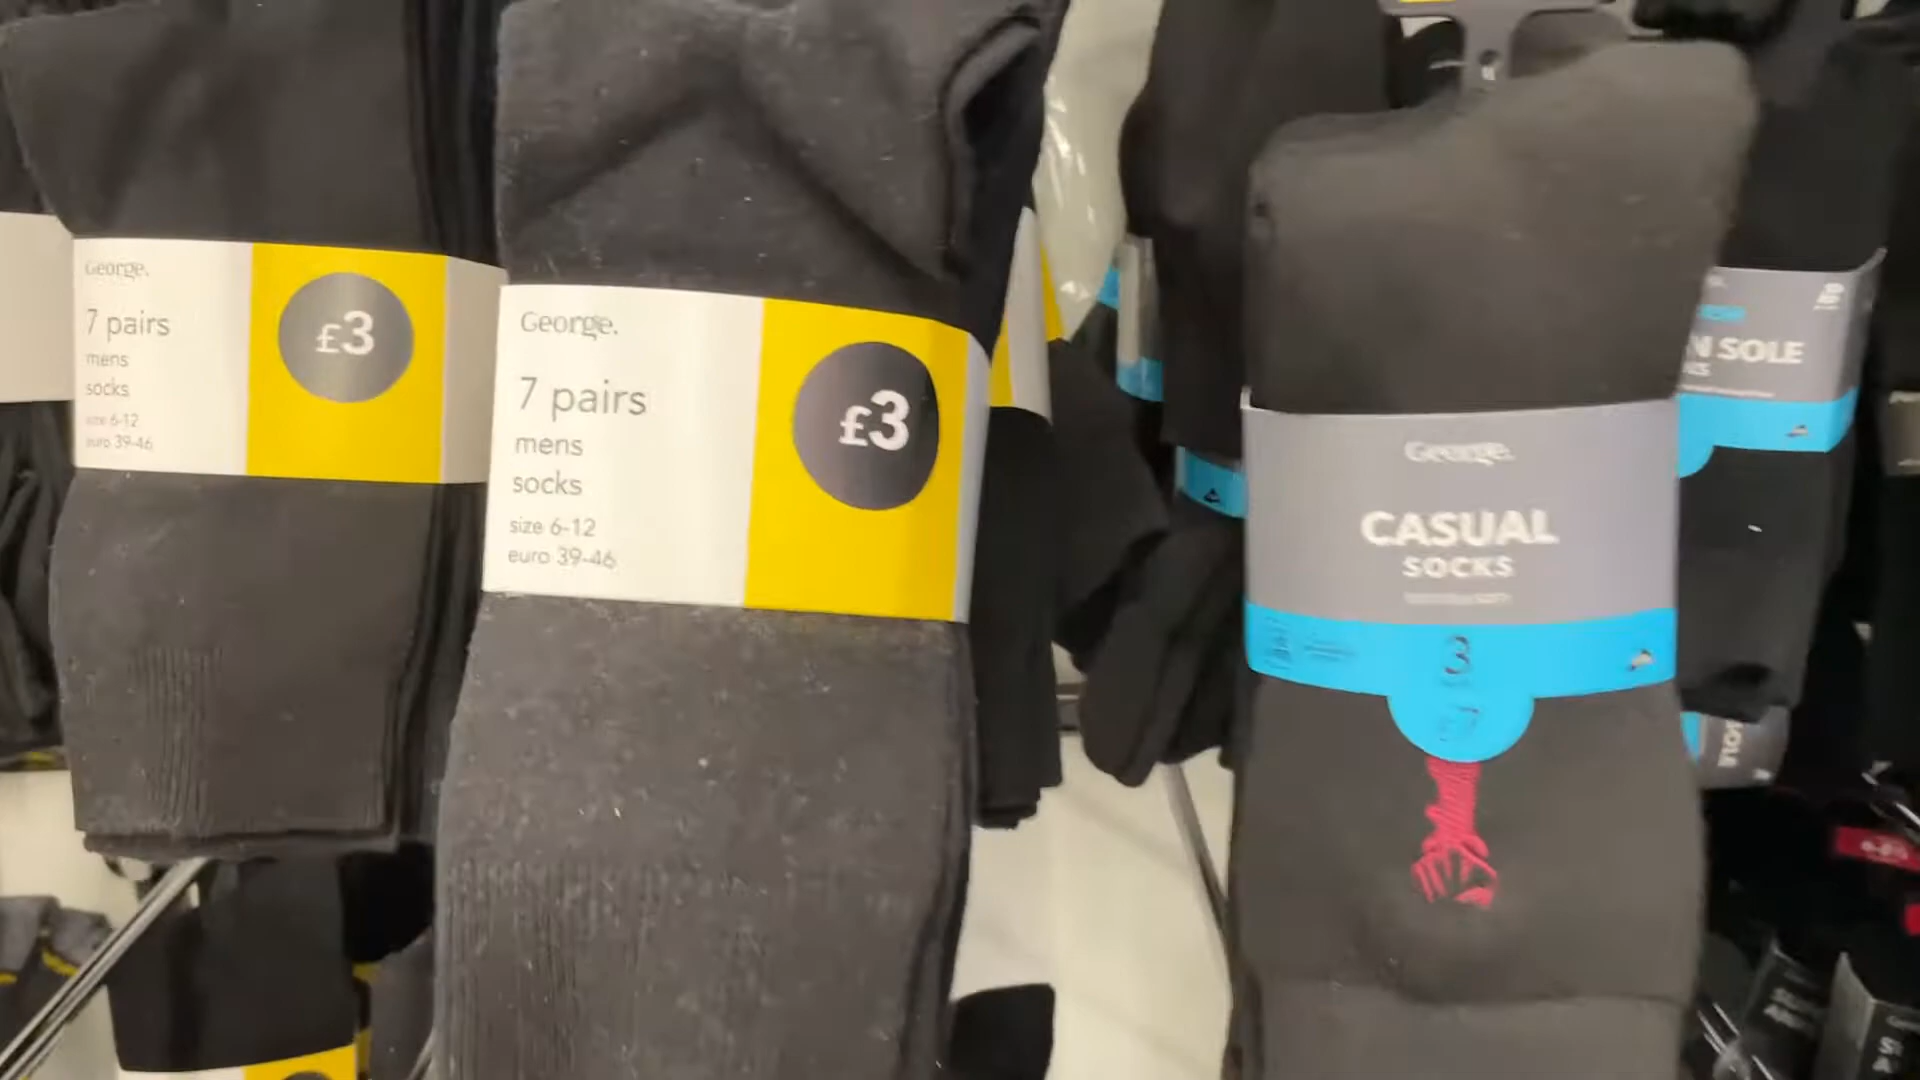 George.
7 pairs
mens
socks
size 6-12
euro 39-46
£3
George.
7 pairs
mens
socks
size 6-12
euro 39-46
£3
George.
CASUAL
SOCKS
3
N SOLE